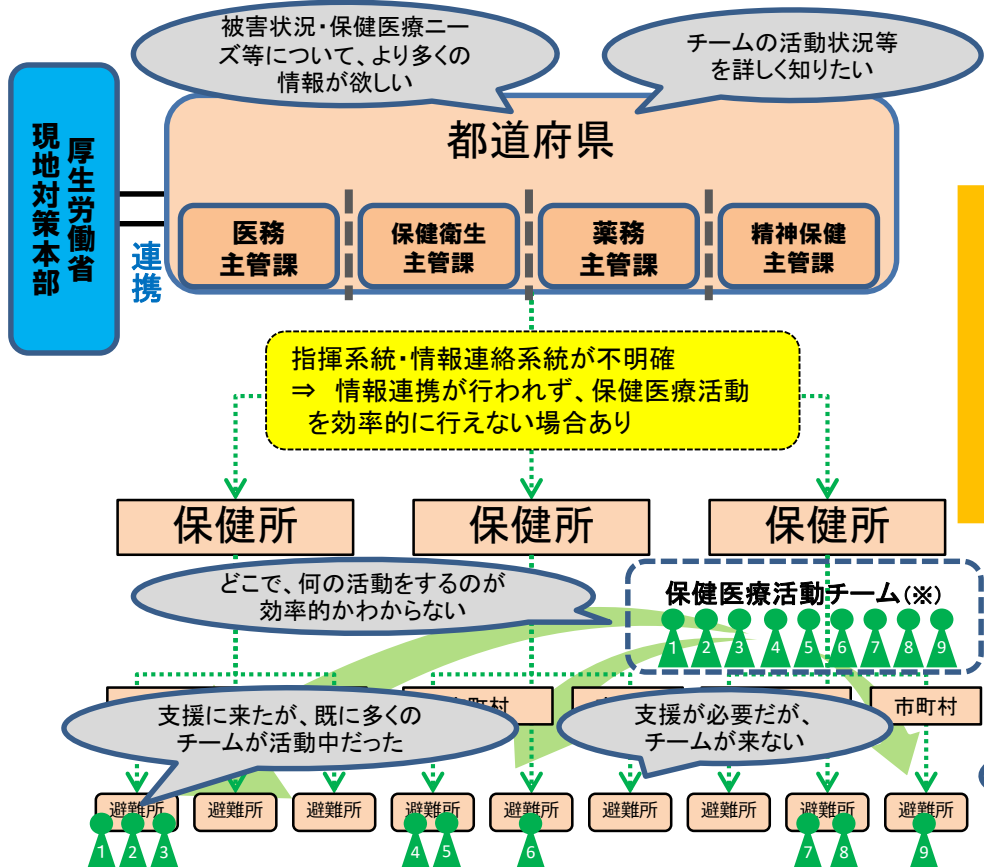 被害状況・保健医療ニー
ズ等について、より多くの
情報が欲しい
チームの活動状況等
を詳しく知りたい
厚生労働省
現地対策本部
連携
都道府県
医務
主管課
保健衛生
主管課
薬務
主管課
精神保健
主管課
指揮系統・情報連絡系統が不明確
⇒ 情報連携が行われず、保健医療活動
を効率的に行えない場合あり
保健所
保健所
保健所
どこで、何の活動をするのが
効率的かわからない
保健医療活動チーム(※)
1 2 3 4 5 6 7 8 9
町村
市町村
支援に来たが、既に多くの
チームが活動中だった
支援が必要だが、
チームが来ない
避難所 避難所 避難所 避難所 避難所 避難所 避難所 避難所 避難所
1 2 3 4 5 6 7 8 9